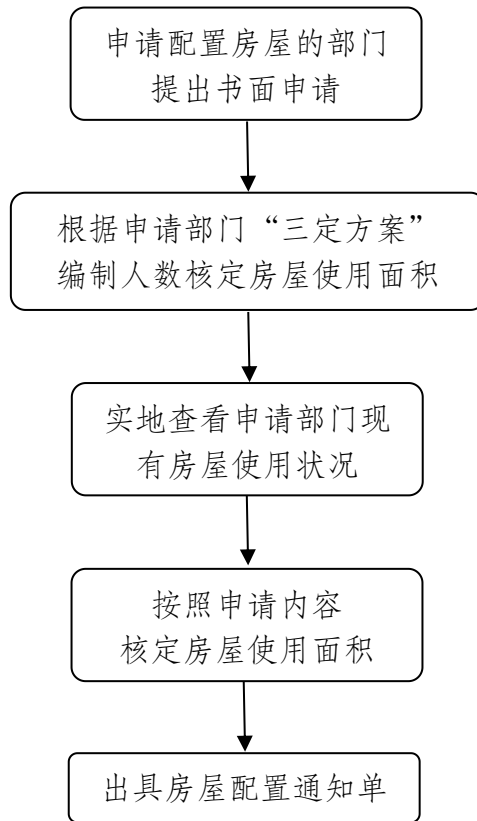 申请配置房屋的部门
提出书面申请
根据申请部门“三定方案”
编制人数核定房屋使用面积
实地查看申请部门现
有房屋使用状况
按照申请内容
核定房屋使用面积
出具房屋配置通知单